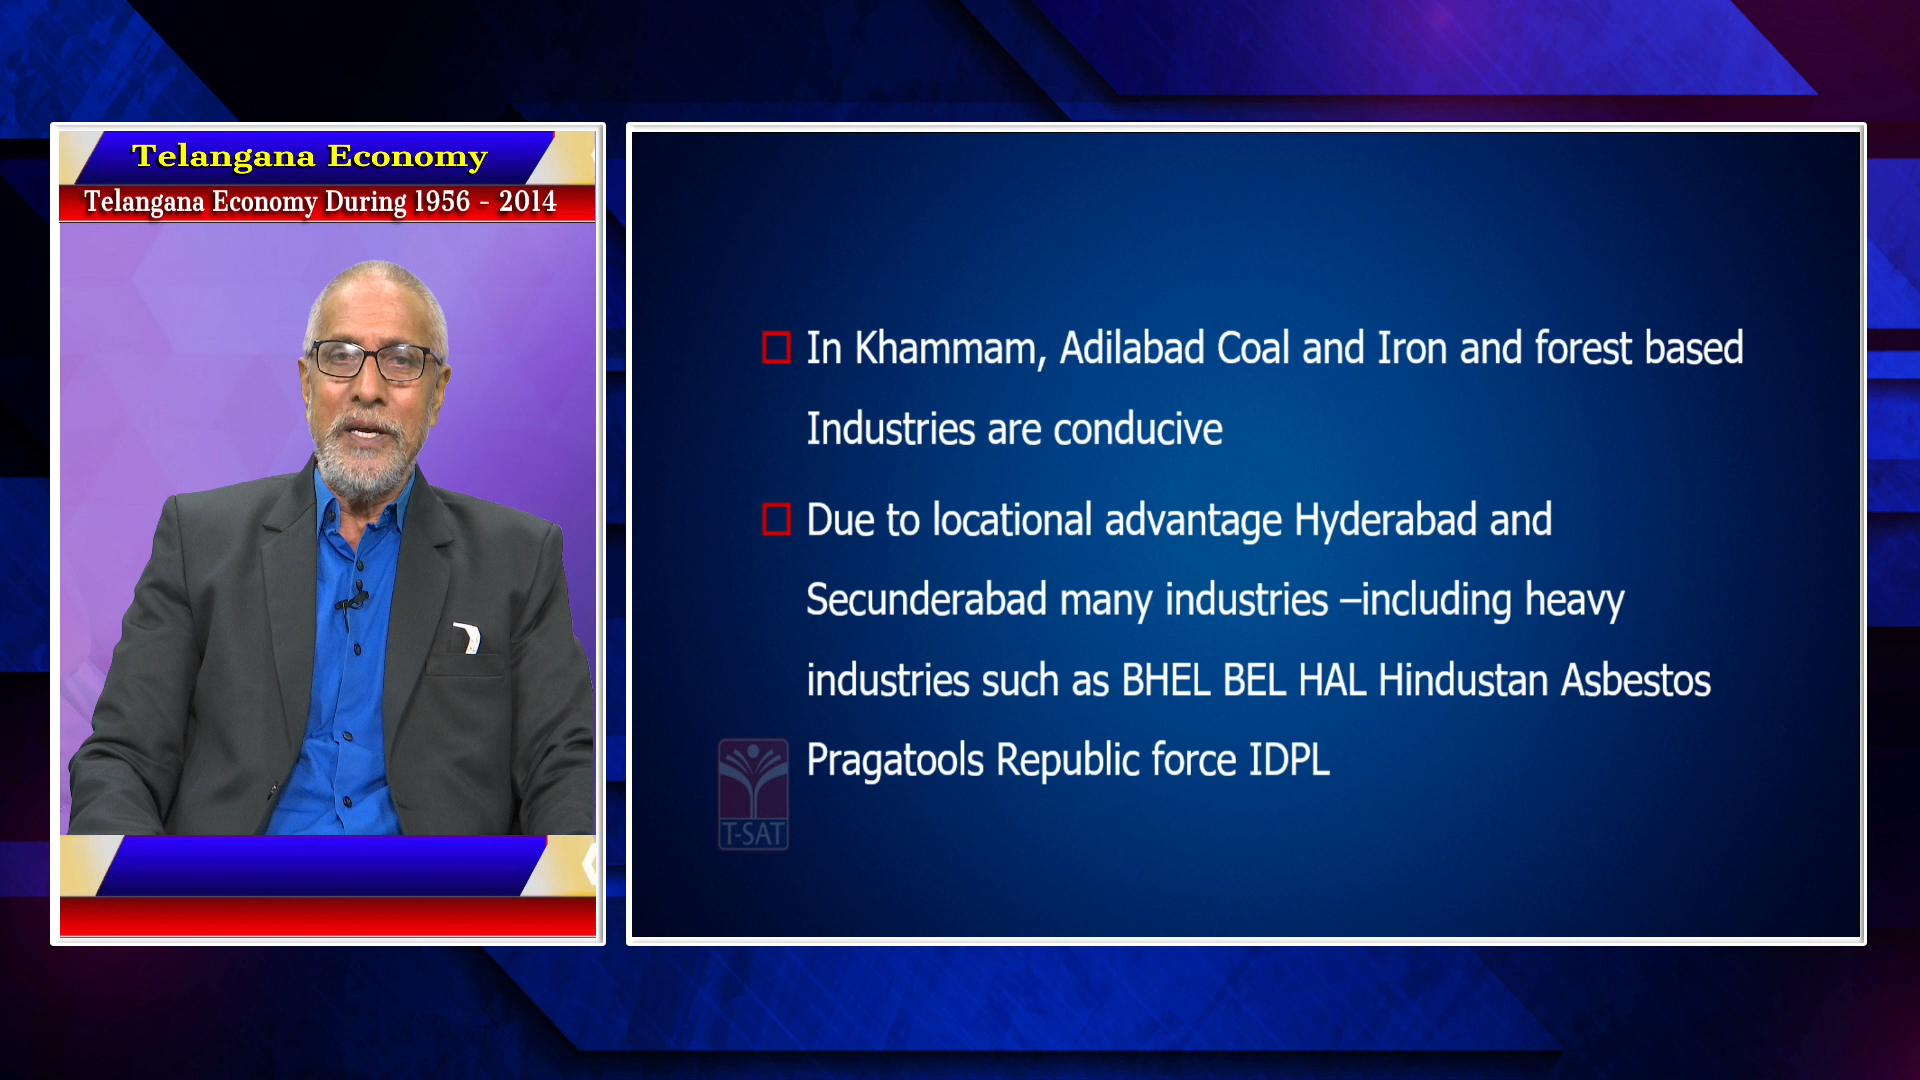 Telangana Economy
Telangana Economy During 1956 - 2014
In Khammam, Adilabad Coal and Iron and forest based
Industries are conducive
Due to locational advantage Hyderabad and
Secunderabad many industries –including heavy
industries such as BHEL BEL HAL Hindustan Asbestos
Pragatools Republic force IDPL
T-SAT